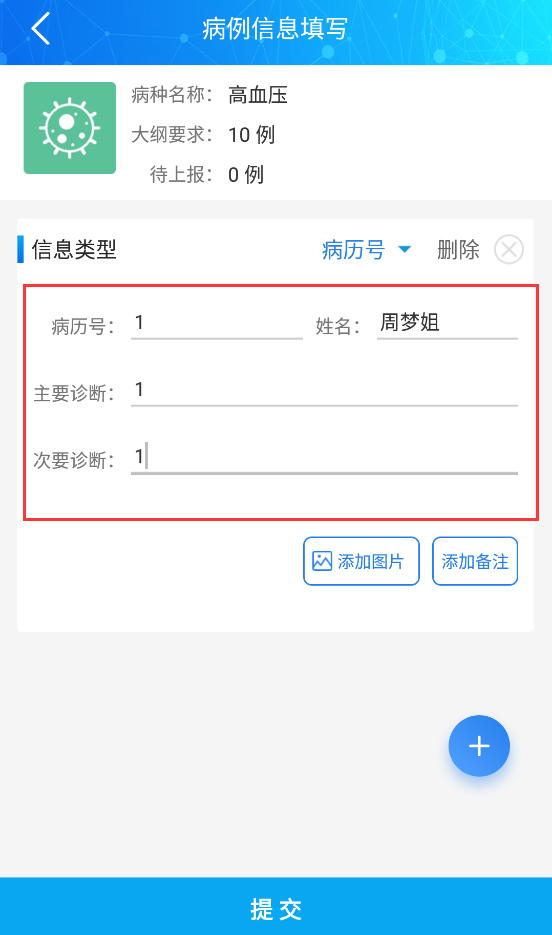 病例信息填写
病种名称： 高血压
大纲要求： 10 例
待上报： 0 例
信息类型 病历号 删除
病历号： 1 姓名： 周梦姐
主要诊断： 1
次要诊断： 1
添加图片 添加备注
提交